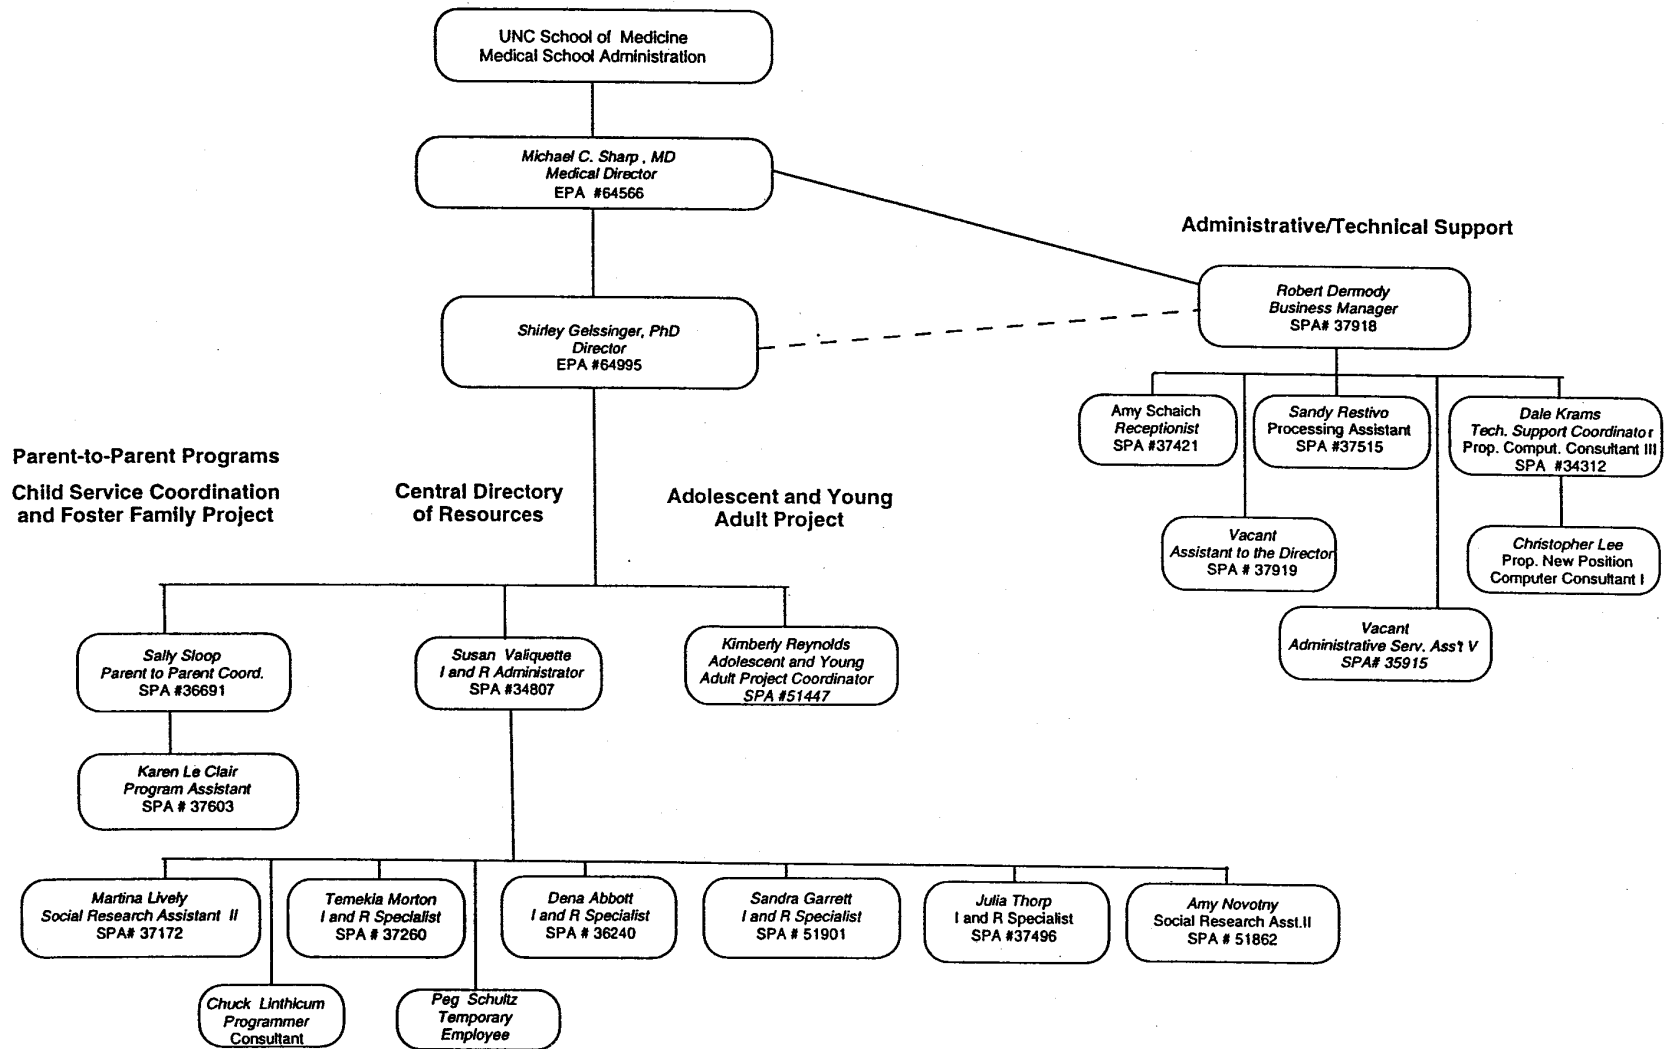 UNC School of Medicine
Medical School Administration
Michael C. Sharp , MD
Medical Director
EPA #64566
Administrative/Technical Support
Robert Dermody
Business Manager
SPA# 37918
Shirley Geissinger, PhD
Director
EPA #64995
Amy Schaich
Receptionist
SPA #37421
Sandy Restivo
Processing Assistant
SPA #37515
Dale Krams
Tech. Support Coordinator
Prop. Comput. Consultant III
SPA #34312
Vacant
Assistant to the Director
SPA # 37919
Christopher Lee
Prop. New Position
Computer Consultant I
Vacant
Administrative Serv. Ass't V
SPA# 35915
Parent-to-Parent Programs
Child Service Coordination
and Foster Family Project
Central Directory
of Resources
Adolescent and Young
Adult Project
Sally Sloop
Parent to Parent Coord.
SPA #36691
Susan Valiquette
I and R Administrator
SPA #34807
Kimberly Reynolds
Adolescent and Young
Adult Project Coordinator
SPA #51447
Karen Le Clair
Program Assistant
SPA # 37603
Martina Lively
Social Research Assistant II
SPA# 37172
Temekia Morton
I and R Specialist
SPA # 37260
Dena Abbott
I and R Specialist
SPA # 36240
Sandra Garrett
I and R Specialist
SPA # 51901
Julia Thorp
I and R Specialist
SPA #37496
Amy Novotny
Social Research Asst.II
SPA # 51862
Chuck Linthicum
Programmer
Consultant
Peg Schultz
Temporary
Employee